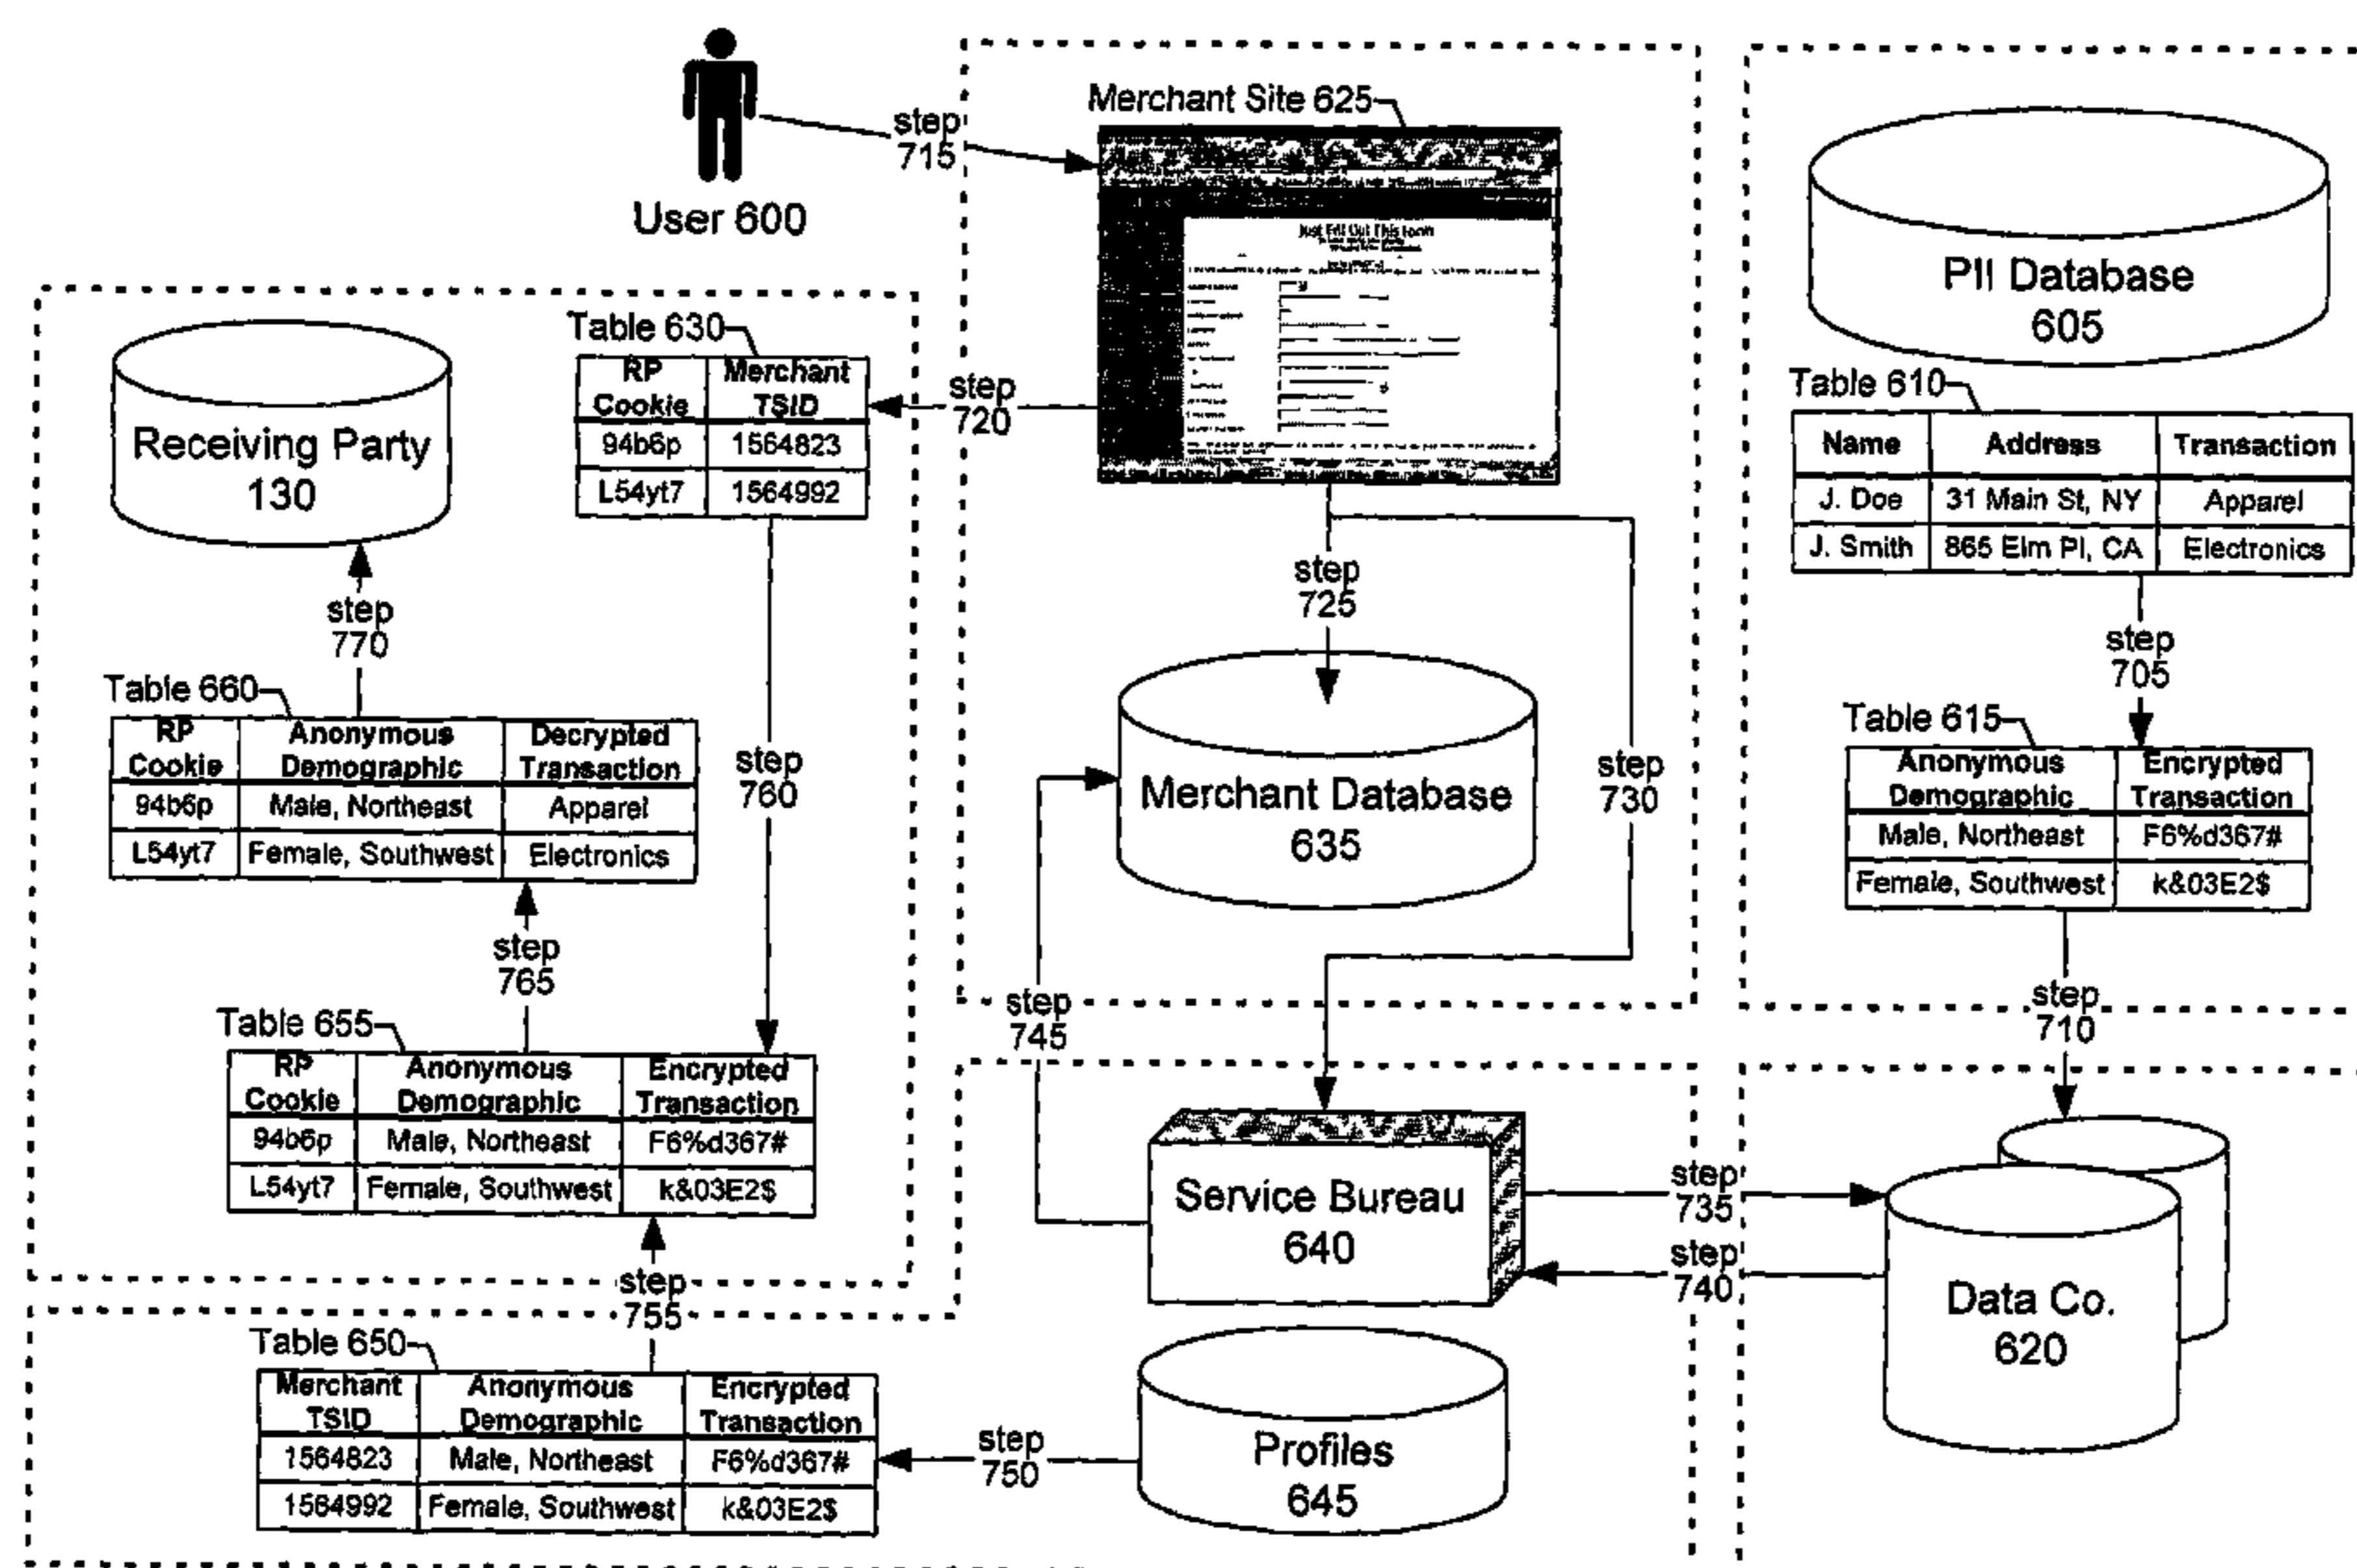 User 600
step
715
Merchant Site 625
Just Fill Out This Form
PII Database
605
Table 610
Name Address Transaction
J. Doe 31 Main St, NY Apparel
J. Smith 865 Elm Pl, CA Electronics
step
705
Table 615
Anonymous Demographic Encrypted Transaction
Male, Northeast F6%d367#
Female, Southwest k&03E2$
step
710
Receiving Party
130
Table 630
RP Cookie Merchant TSID
94b6p 1564823
L54yt7 1564992
step
720
step
725
step
730
Merchant Database
635
step
770
Table 660
RP Cookie Anonymous Demographic Decrypted Transaction
94b6p Male, Northeast Apparel
L54yt7 Female, Southwest Electronics
step
760
step
765
Table 655
RP Cookie Anonymous Demographic Encrypted Transaction
94b6p Male, Northeast F6%d367#
L54yt7 Female, Southwest k&03E2$
step
745
Service Bureau
640
step
735
step
740
Data Co.
620
step
755
Table 650
Merchant TSID Anonymous Demographic Encrypted Transaction
1564823 Male, Northeast F6%d367#
1564992 Female, Southwest k&03E2$
step
750
Profiles
645